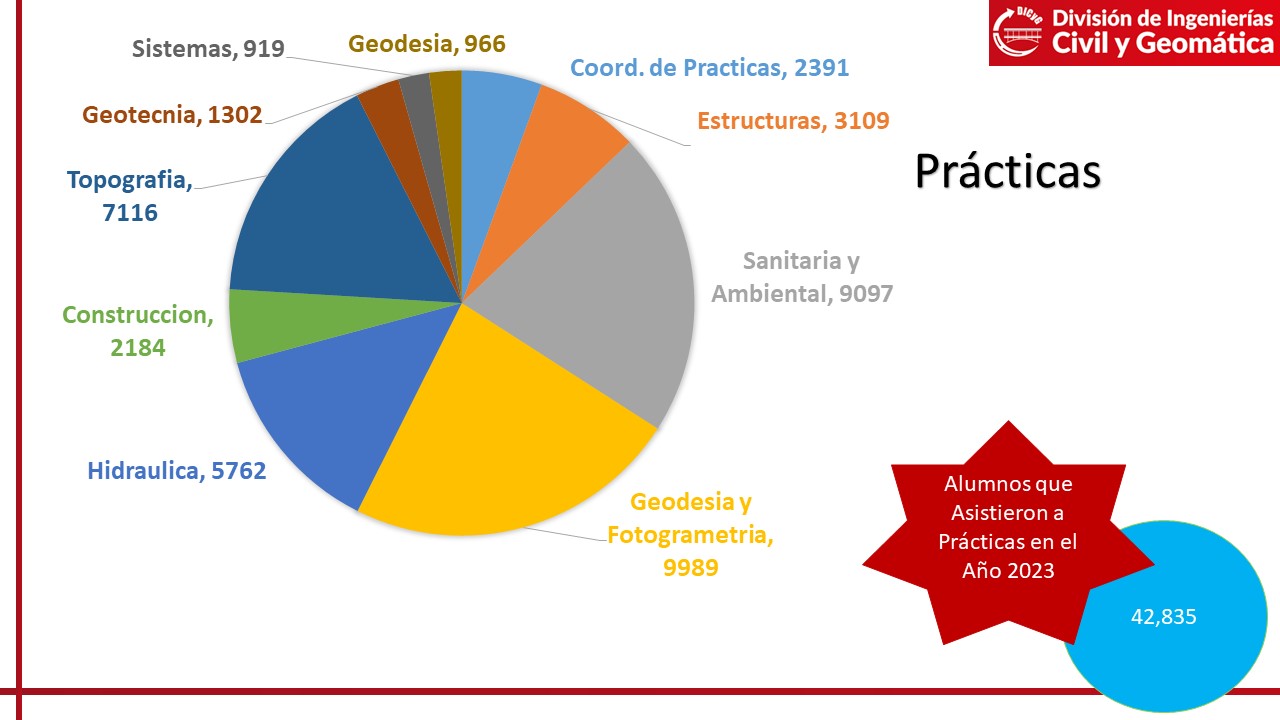 DICyG
División de Ingenierías
Civil y Geomática
Prácticas
Sistemas, 919
Geodesia, 966
Coord. de Practicas, 2391
Geotecnia, 1302
Estructuras, 3109
Topografia,
7116
Sanitaria y
Ambiental, 9097
Construccion,
2184
Hidraulica, 5762
Geodesia y
Fotogrametria,
9989
Alumnos que
Asistieron a
Prácticas en el
Año 2023
42,835